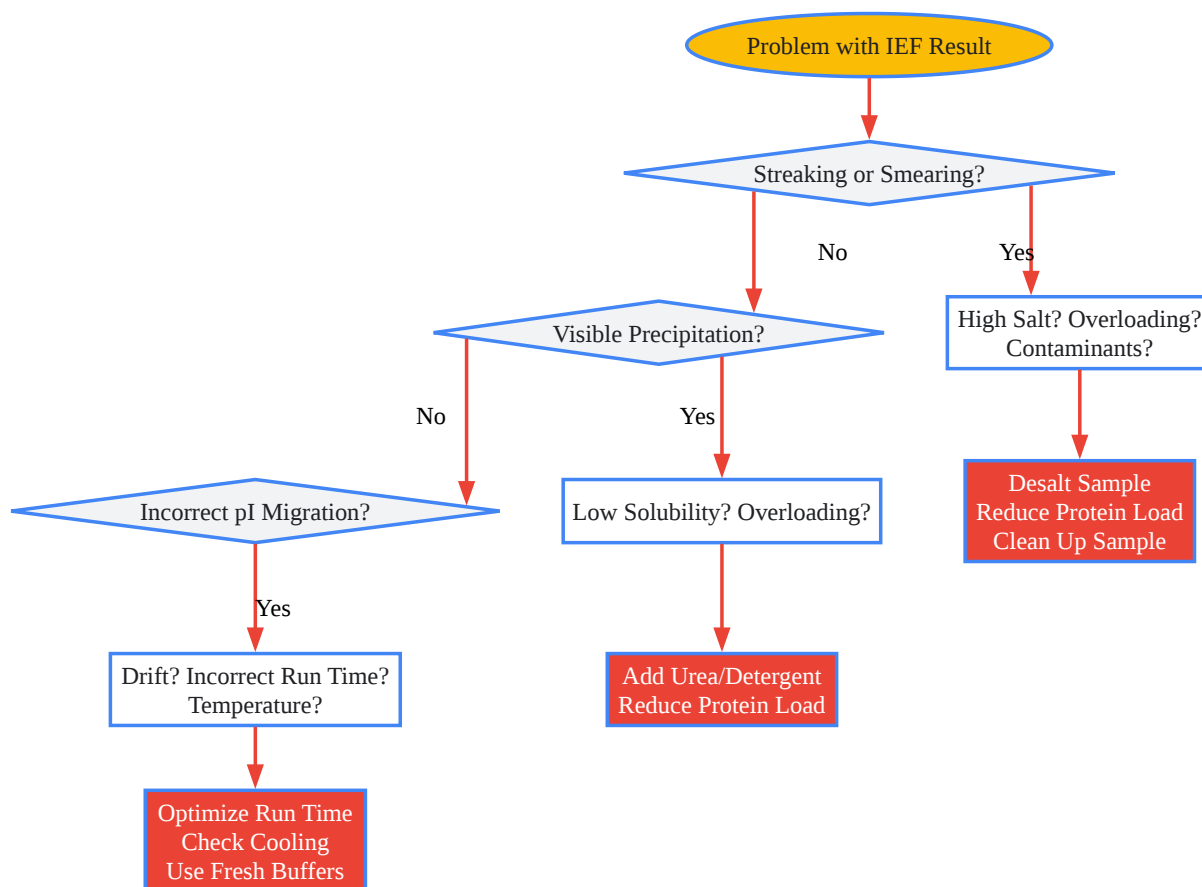 Problem with IEF Result
Streaking or Smearing?
No
Yes
Visible Precipitation?
High Salt? Overloading?
Contaminants?
No
Yes
Incorrect pI Migration?
Low Solubility? Overloading?
Desalt Sample
Reduce Protein Load
Clean Up Sample
Yes
Drift? Incorrect Run Time?
Temperature?
Add Urea/Detergent
Reduce Protein Load
Optimize Run Time
Check Cooling
Use Fresh Buffers